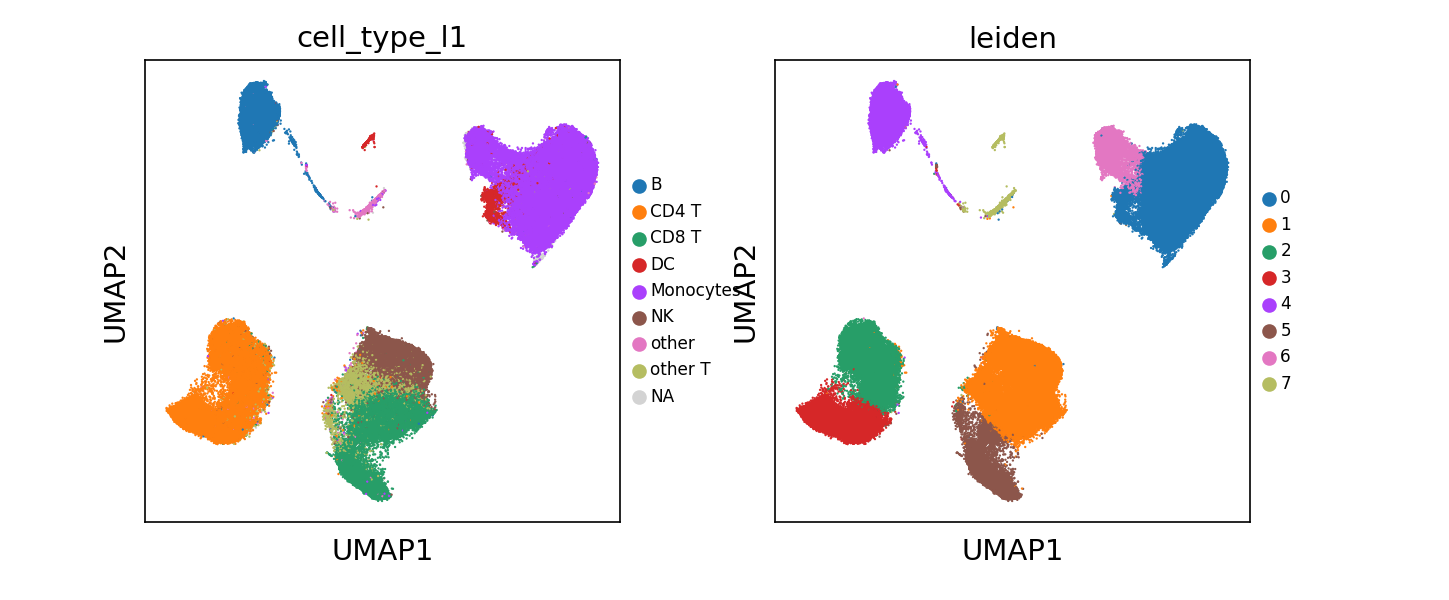 cell_type_l1
UMAP2
UMAP1
B
CD4 T
CD8 T
DC
Monocytes
NK
other
other T
NA
leiden
UMAP2
UMAP1
0
1
2
3
4
5
6
7